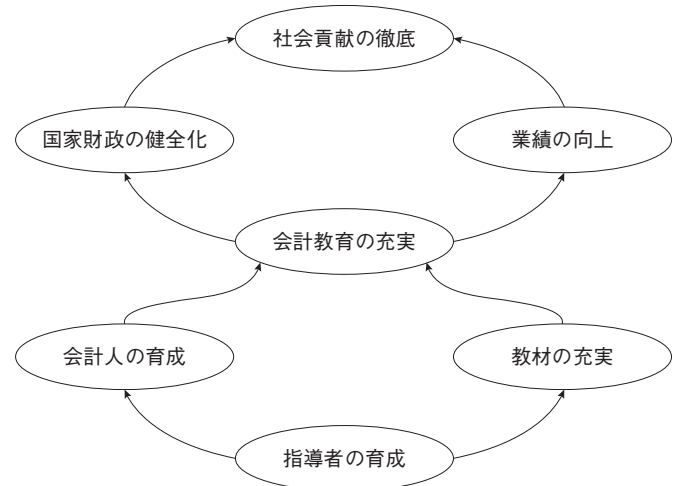 社会貢献の徹底
国家財政の健全化
業績の向上
会計教育の充実
会計人の育成
教材の充実
指導者の育成